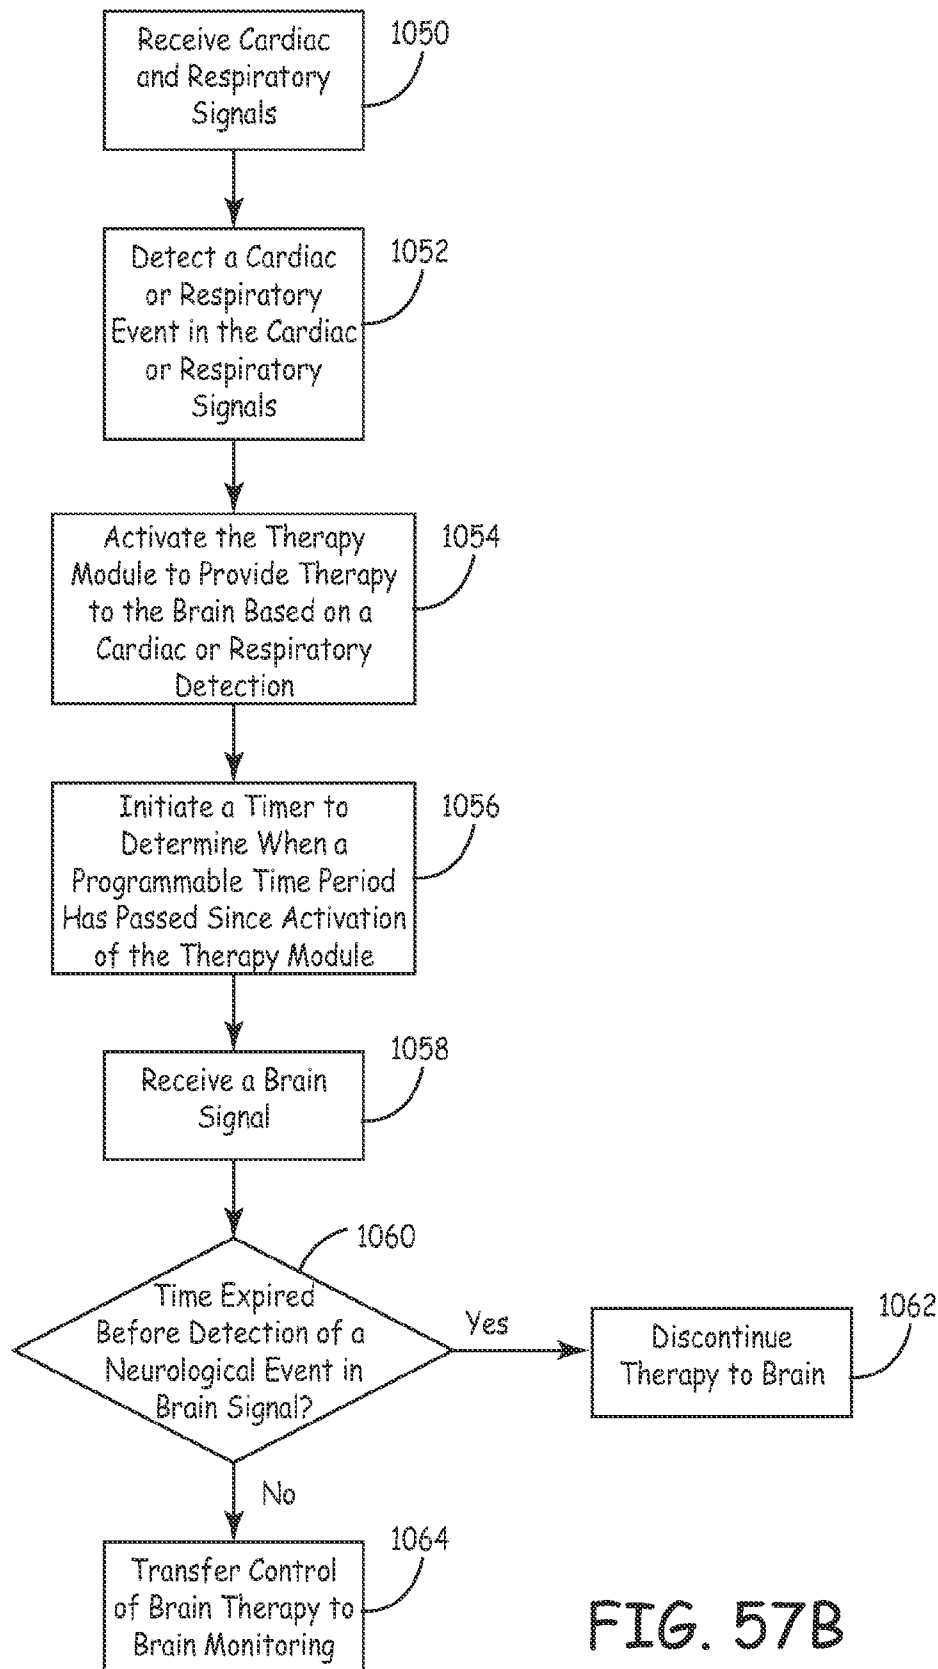 Receive Cardiac
and Respiratory
Signals
1050
Detect a Cardiac
or Respiratory
Event in the Cardiac
or Respiratory
Signals
1052
Activate the Therapy
Module to Provide Therapy
to the Brain Based on a
Cardiac or Respiratory
Detection
1054
Initiate a Timer to
Determine When a
Programmable Time Period
Has Passed Since Activation
of the Therapy Module
1056
Receive a Brain
Signal
1058
Time Expired
Before Detection of a
Neurological Event in
Brain Signal?
1060
Yes
Discontinue
Therapy to Brain
1062
No
Transfer Control
of Brain Therapy to
Brain Monitoring
1064
FIG. 57B